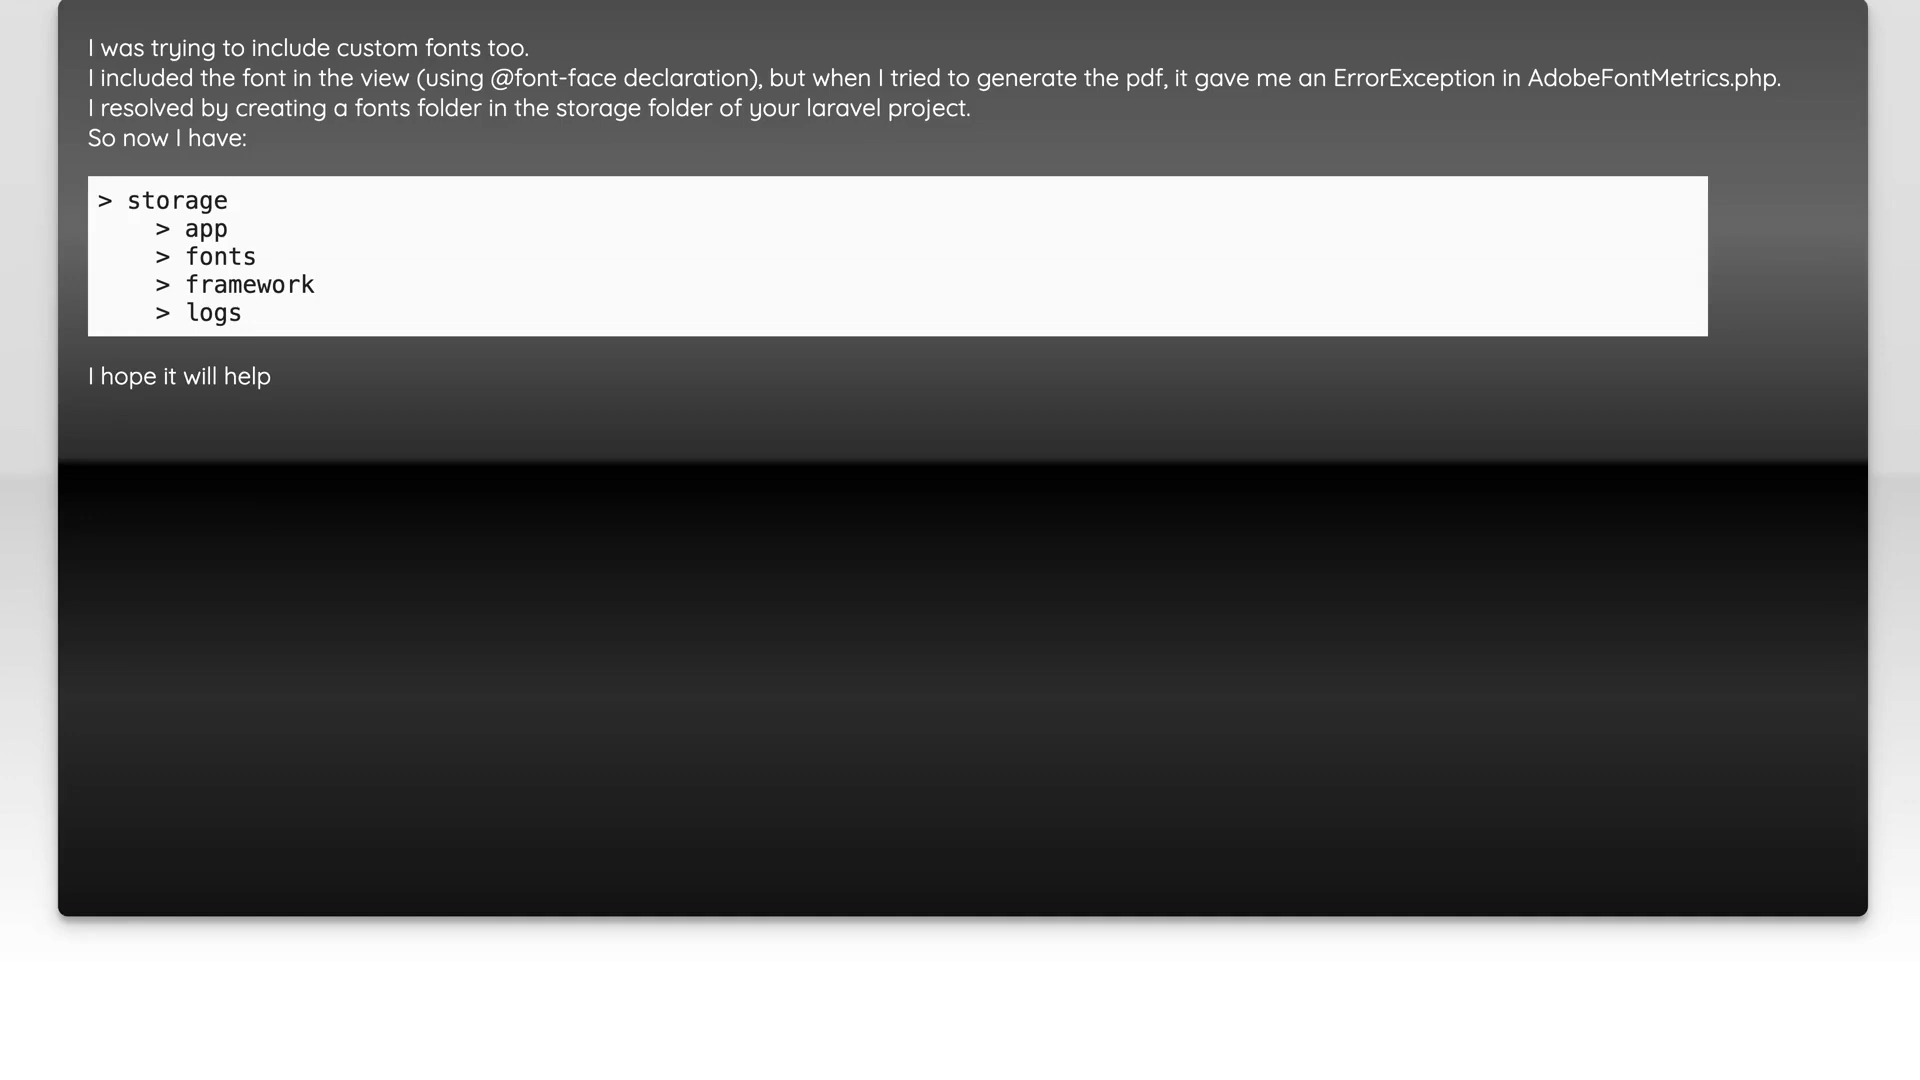 I was trying to include custom fonts too.
I included the font in the view (using @font-face declaration), but when I tried to generate the pdf, it gave me an ErrorException in AdobeFontMetrics.php.
I resolved by creating a fonts folder in the storage folder of your laravel project.
So now I have:
> storage
    > app
    > fonts
    > framework
    > logs
I hope it will help